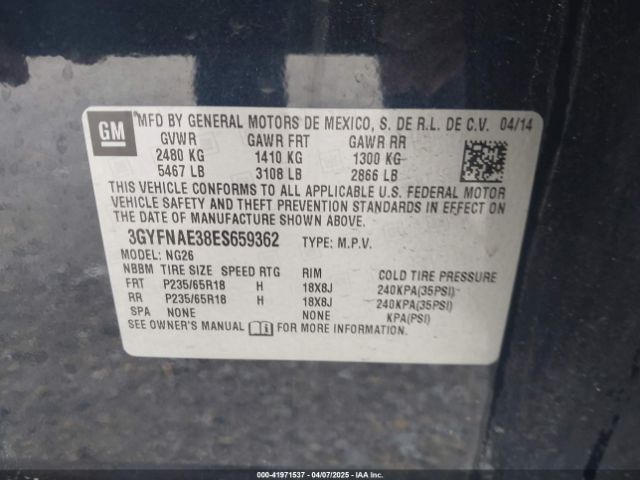 GM
MFD BY GENERAL MOTORS DE MEXICO, S. DE R.L. DE C.V. 04/14
GVWR GAWR FRT GAWR RR
2480 KG 1410 KG 1300 KG
5467 LB 3108 LB 2866 LB
THIS VEHICLE CONFORMS TO ALL APPLICABLE U.S. FEDERAL MOTOR
VEHICLE SAFETY AND THEFT PREVENTION STANDARDS IN EFFECT ON
THE DATE OF MANUFACTURE SHOWN ABOVE.
3GYFNAE38ES659362 TYPE: M.P.V.
MODEL: NG26
NBBM TIRE SIZE SPEED RTG RIM COLD TIRE PRESSURE
FRT P235/65R18 H 18X8J 240KPA(35PSI)
RR P235/65R18 H 18X8J 240KPA(35PSI)
SPA NONE NONE KPA(PSI)
SEE OWNER'S MANUAL FOR MORE INFORMATION.
000-41971537 - 04/07/2025 - IAAI.COM